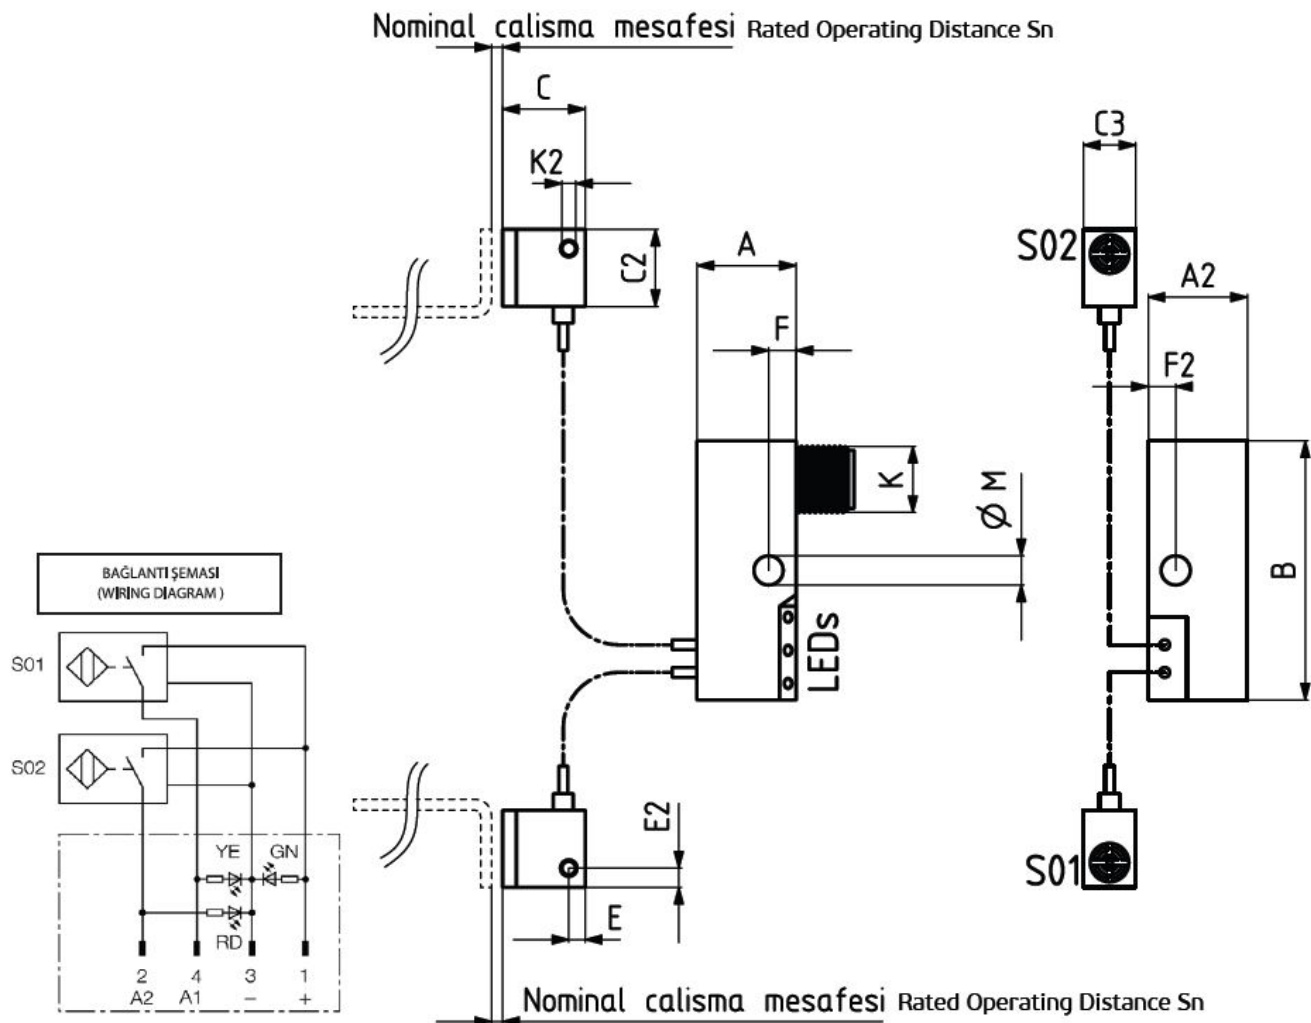 Nominal calisma mesafesi Rated Operating Distance Sn
C
C3
K2
S02
A
C2
A2
F
F2
K
Ø M
B
BAĞLANTI ŞEMASI
(WIRING DIAGRAM )
LEDs
S01
S02
E2
YE GN
S01
E
RD
2 4 3 1
A2 A1 - +
Nominal calisma mesafesi Rated Operating Distance Sn